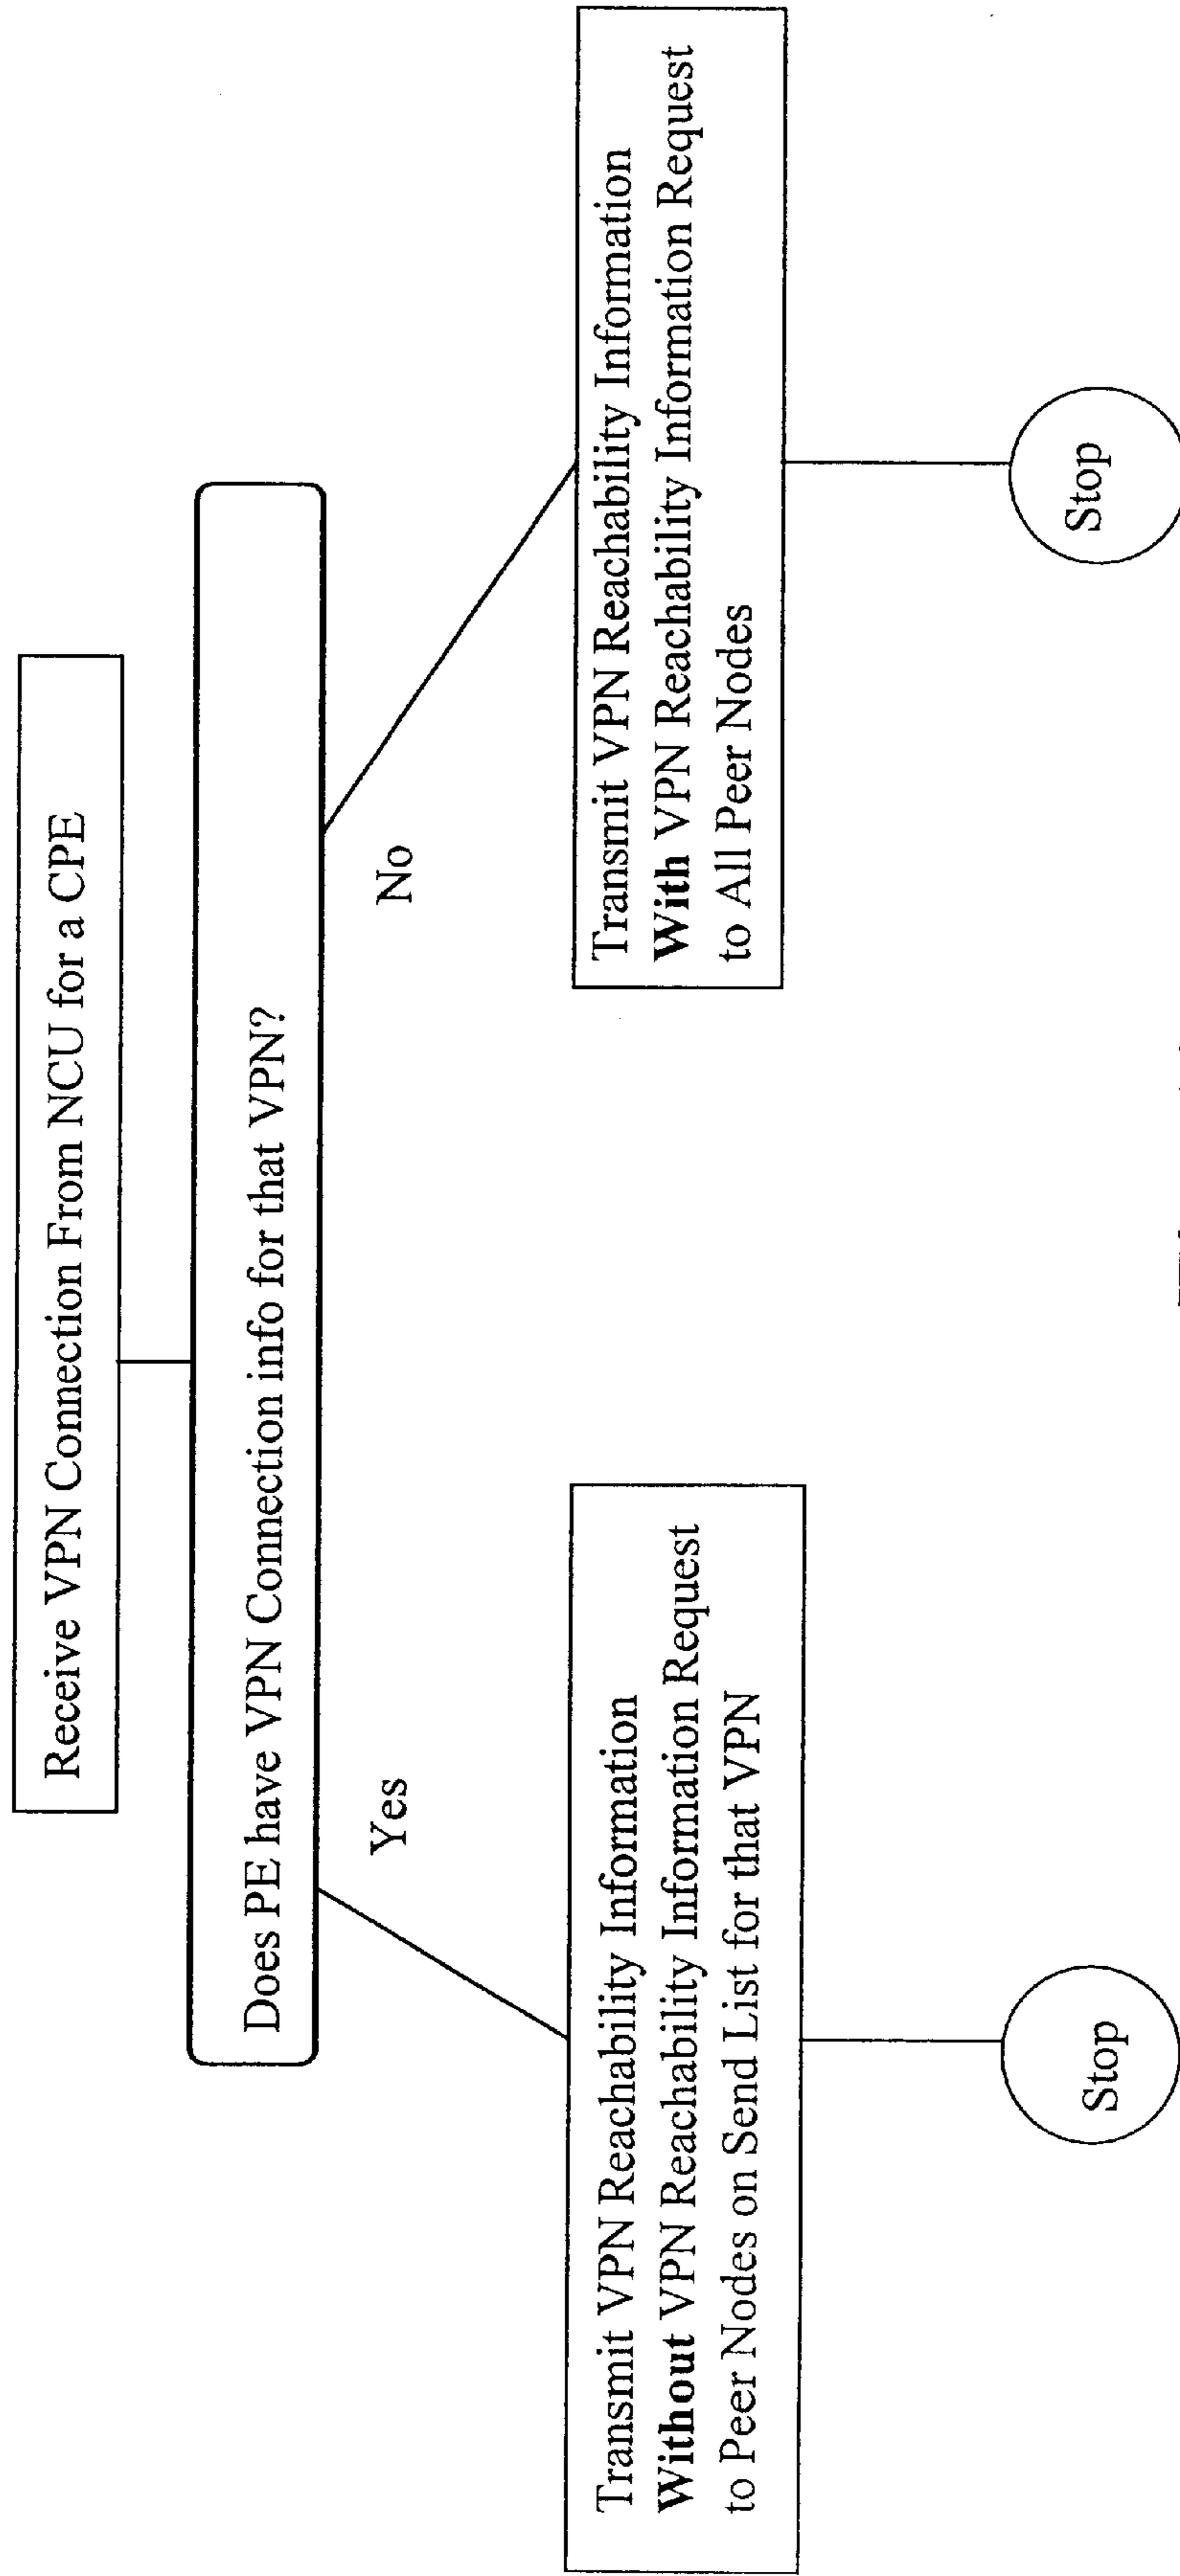 Receive VPN Connection From NCU for a CPE
Does PE have VPN Connection info for that VPN?
Yes
No
Transmit VPN Reachability Information
Without VPN Reachability Information Request
to Peer Nodes on Send List for that VPN
Transmit VPN Reachability Information
With VPN Reachability Information Request
to All Peer Nodes
Stop
Stop